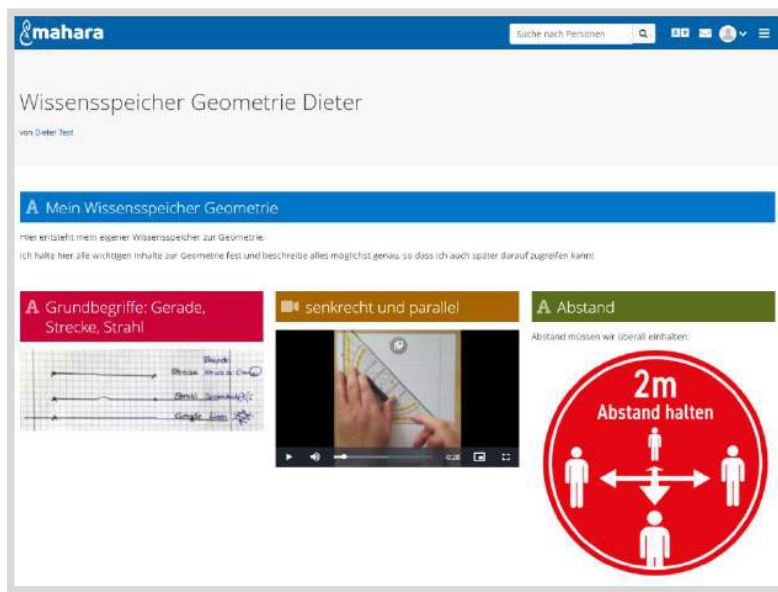 mahara
Suche nach Personen
Wissensspeicher Geometrie Dieter
von Dieter Test
A Mein Wissensspeicher Geometrie
Hier entsteht mein eigener Wissensspeicher zur Geometrie.
Ich halte hier alle wichtigen Inhalte zur Geometrie fest und beschreibe alles möglichst genau, so dass ich auch später darauf zugreifen kann!
A Grundbegriffe: Gerade,
Strecke, Strahl
Strecke
Strahl
Gerade
senkrecht und parallel
-0:28
A Abstand
Abstand müssen wir überall einhalten:
2m
Abstand halten